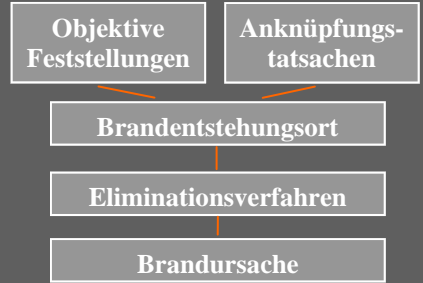 Objektive
Feststellungen
Anknüpfungs-
tatsachen
Brandentstehungsort
Eliminationsverfahren
Brandursache